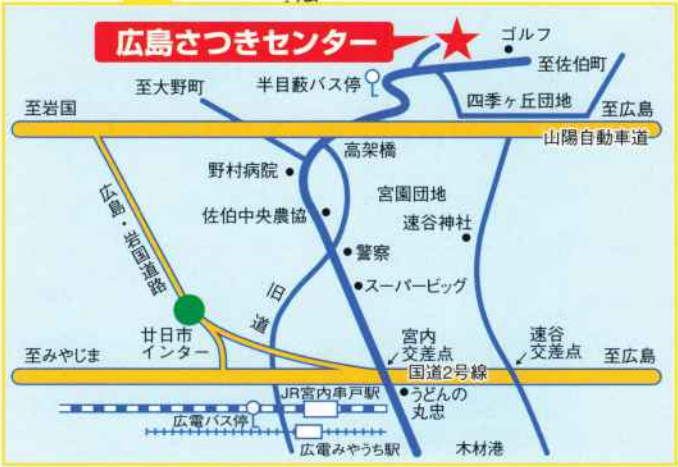 広島さつきセンター
ゴルフ
至佐伯町
半目薮バス停
至大野町
四季ヶ丘団地
至岩国
至広島
山陽自動車道
高架橋
野村病院
宮園団地
佐伯中央農協
速谷神社
広島・岩国道路
警察
旧道
スーパービッグ
廿日市
インター
宮内
交差点
速谷
交差点
至みやじま
至広島
国道2号線
JR宮内串戸駅
うどんの
丸忠
広電バス停
広電みやうち駅
木材港